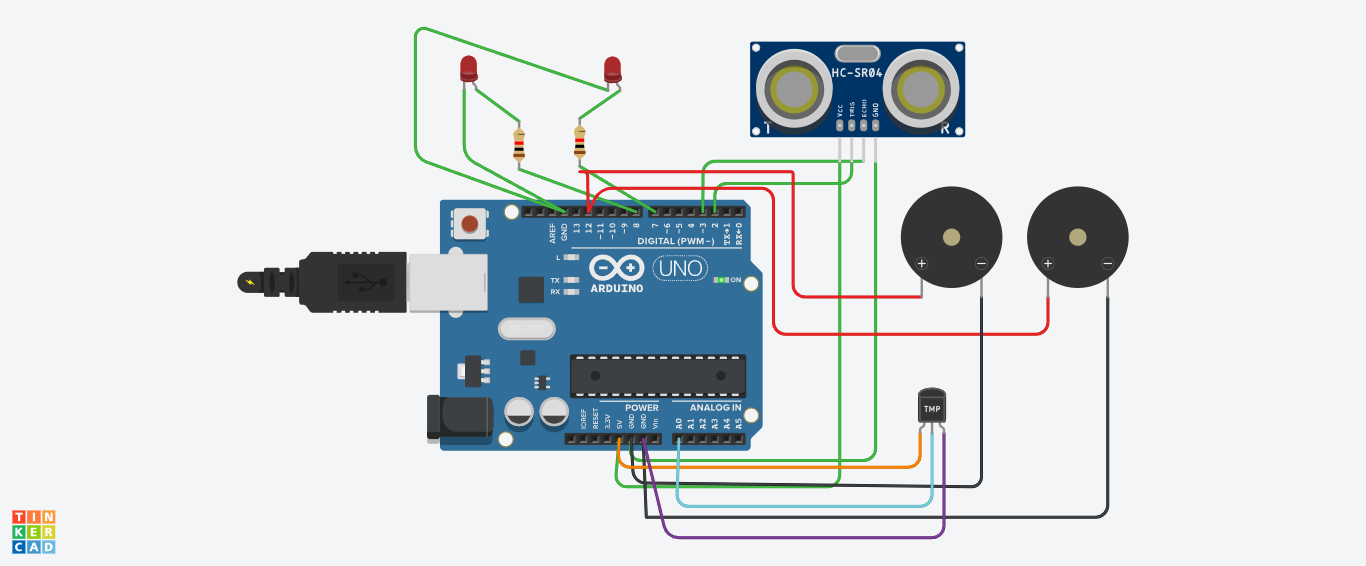 HC-SR04
VCC
TRIG
ECHO
GND
T
R
AREF
GND
13
12
~11
~10
~9
8
7
~6
~5
4
~3
2
TX→1
RX←0
DIGITAL (PWM~)
L
TX
RX
ARDUINO
UNO
ON
POWER
ANALOG IN
IOREF
RESET
3.3V
5V
GND
GND
Vin
A0
A1
A2
A3
A4
A5
TMP
TIN
KER
CAD